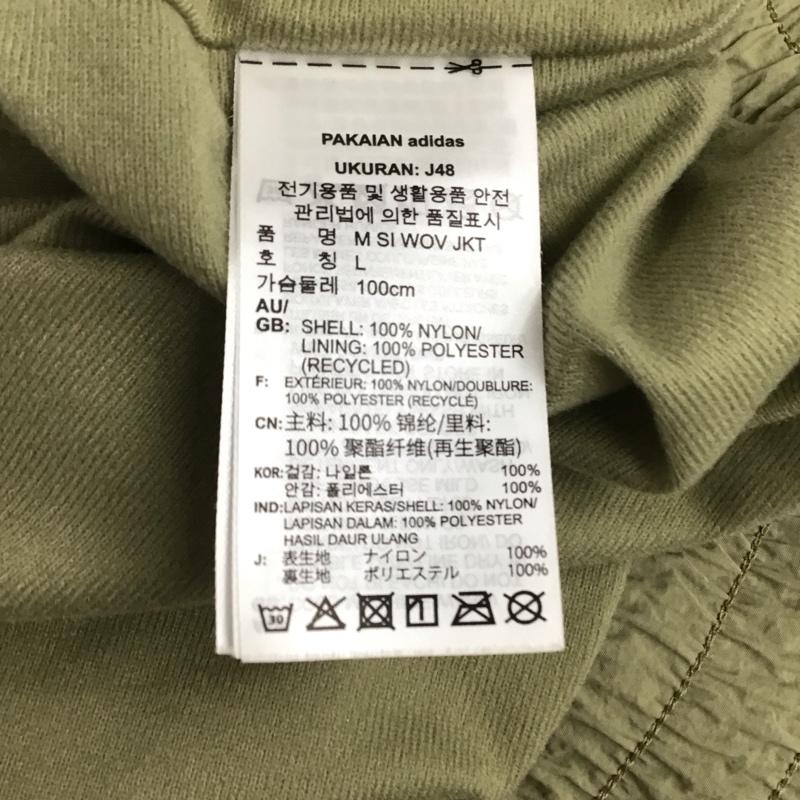 PAKAIAN adidas
UKURAN: J48
전기용품 및 생활용품 안전
관리법에 의한 품질표시
품 명 M SI WOV JKT
호 칭 L
가슴둘레 100cm
AU/
GB: SHELL: 100% NYLON/
LINING: 100% POLYESTER
(RECYCLED)
F: EXTÉRIEUR: 100% NYLON/DOUBLURE:
100% POLYESTER (RECYCLÉ)
CN: 主料: 100% 锦纶/里料:
100% 聚酯纤维(再生聚酯)
KOR: 겉감: 나일론 100%
안감: 폴리에스터 100%
IND: LAPISAN KERAS/SHELL: 100% NYLON/
LAPISAN DALAM: 100% POLYESTER
HASIL DAUR ULANG
J: 表生地 ナイロン 100%
裏生地 ポリエステル 100%
30